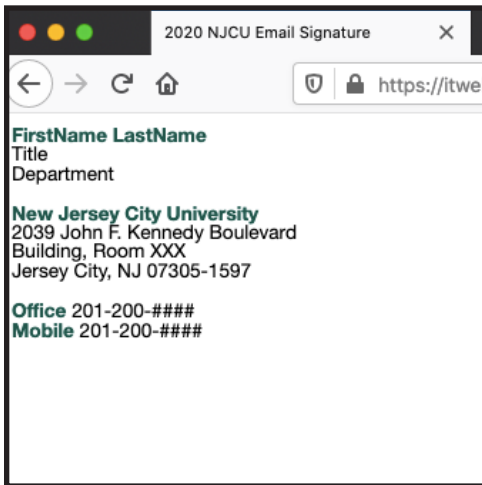 2020 NJCU Email Signature
https://itwe
FirstName LastName
Title
Department
New Jersey City University
2039 John F. Kennedy Boulevard
Building, Room XXX
Jersey City, NJ 07305-1597
Office 201-200-####
Mobile 201-200-####